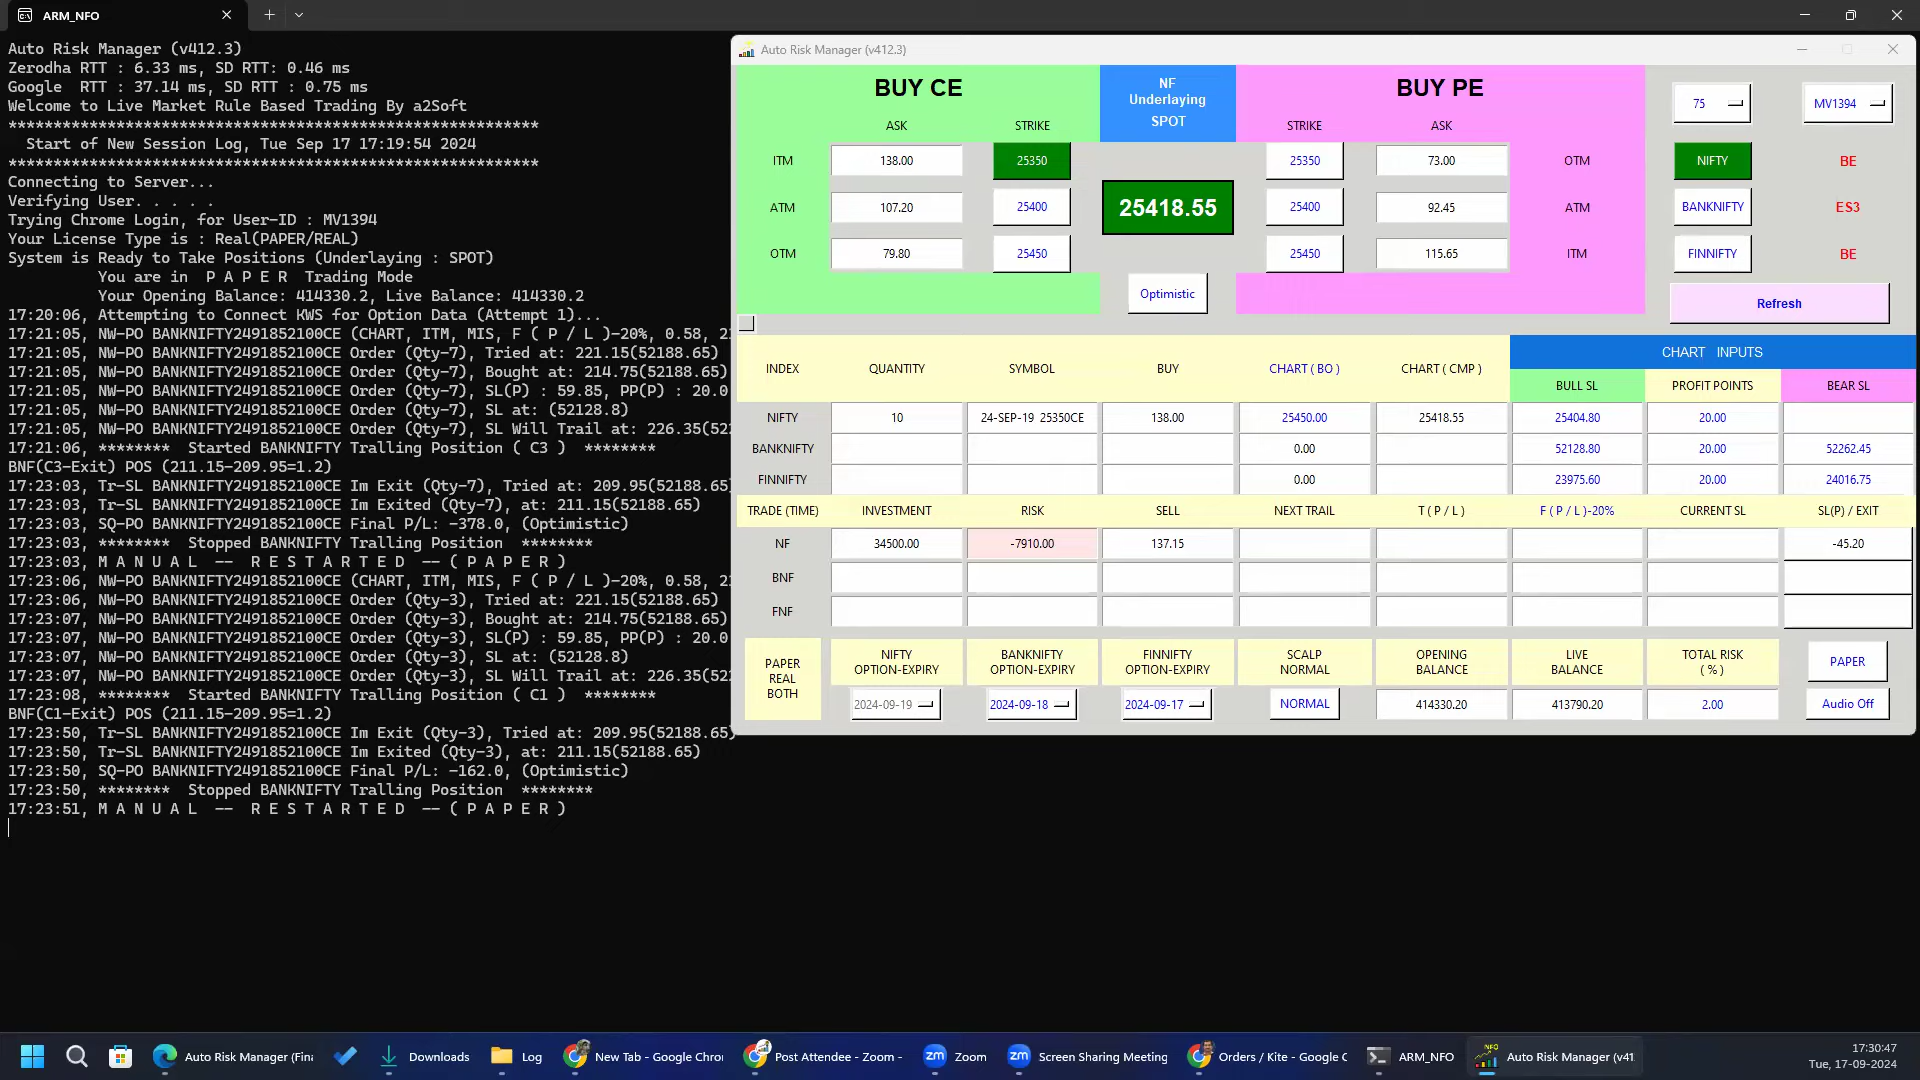 ARM_NFO
Auto Risk Manager (v412.3)
Zerodha RTT : 6.33 ms, SD RTT: 0.46 ms
Google  RTT : 37.14 ms, SD RTT : 0.75 ms
Welcome to Live Market Rule Based Trading By a2Soft
***********************************************************
Start of New Session Log, Tue Sep 17 17:19:54 2024
***********************************************************
Connecting to Server...
Verifying User. . . . .
Trying Chrome Login, for User-ID : MV1394
Your License Type is : Real(PAPER/REAL)
System is Ready to Take Positions (Underlaying : SPOT)
You are in  P A P E R  Trading Mode
Your Opening Balance: 414330.2, Live Balance: 414330.2
17:20:06, Attempting to Connect KWS for Option Data (Attempt 1)...
17:21:05, NW-PO BANKNIFTY2491852100CE (CHART, ITM, MIS, F ( P / L )-20%, 0.58, 2
17:21:05, NW-PO BANKNIFTY2491852100CE Order (Qty-7), Tried at: 221.15(52188.65)
17:21:05, NW-PO BANKNIFTY2491852100CE Order (Qty-7), Bought at: 214.75(52188.65)
17:21:05, NW-PO BANKNIFTY2491852100CE Order (Qty-7), SL(P) : 59.85, PP(P) : 20.0
17:21:05, NW-PO BANKNIFTY2491852100CE Order (Qty-7), SL at: (52128.8)
17:21:05, NW-PO BANKNIFTY2491852100CE Order (Qty-7), SL Will Trail at: 226.35(52
17:21:06, ********  Started BANKNIFTY Tralling Position ( C3 )  ********
BNF(C3-Exit) POS (211.15-209.95=1.2)
17:23:03, Tr-SL BANKNIFTY2491852100CE Im Exit (Qty-7), Tried at: 209.95(52188.65)
17:23:03, Tr-SL BANKNIFTY2491852100CE Im Exited (Qty-7), at: 211.15(52188.65)
17:23:03, SQ-PO BANKNIFTY2491852100CE Final P/L: -378.0, (Optimistic)
17:23:03, ********  Stopped BANKNIFTY Tralling Position  ********
17:23:03, M A N U A L  --  R E S T A R T E D  -- ( P A P E R )
17:23:06, NW-PO BANKNIFTY2491852100CE (CHART, ITM, MIS, F ( P / L )-20%, 0.58, 2
17:23:06, NW-PO BANKNIFTY2491852100CE Order (Qty-3), Tried at: 221.15(52188.65)
17:23:07, NW-PO BANKNIFTY2491852100CE Order (Qty-3), Bought at: 214.75(52188.65)
17:23:07, NW-PO BANKNIFTY2491852100CE Order (Qty-3), SL(P) : 59.85, PP(P) : 20.0
17:23:07, NW-PO BANKNIFTY2491852100CE Order (Qty-3), SL at: (52128.8)
17:23:07, NW-PO BANKNIFTY2491852100CE Order (Qty-3), SL Will Trail at: 226.35(52
17:23:08, ********  Started BANKNIFTY Tralling Position ( C1 )  ********
BNF(C1-Exit) POS (211.15-209.95=1.2)
17:23:50, Tr-SL BANKNIFTY2491852100CE Im Exit (Qty-3), Tried at: 209.95(52188.65)
17:23:50, Tr-SL BANKNIFTY2491852100CE Im Exited (Qty-3), at: 211.15(52188.65)
17:23:50, SQ-PO BANKNIFTY2491852100CE Final P/L: -162.0, (Optimistic)
17:23:50, ********  Stopped BANKNIFTY Tralling Position  ********
17:23:51, M A N U A L  --  R E S T A R T E D  -- ( P A P E R )
Auto Risk Manager (v412.3)
BUY CE
NF
Underlaying
SPOT
BUY PE
ASK STRIKE STRIKE ASK
75 MV1394
ITM 138.00 25350 25350 73.00 OTM NIFTY BE
ATM 107.20 25400 25418.55 25400 92.45 ATM BANKNIFTY ES3
OTM 79.80 25450 25450 115.65 ITM FINNIFTY BE
Optimistic
Refresh
CHART INPUTS
INDEX QUANTITY SYMBOL BUY CHART ( BO ) CHART ( CMP )
BULL SL PROFIT POINTS BEAR SL
NIFTY 10 24-SEP-19 25350CE 138.00 25450.00 25418.55 25404.80 20.00
BANKNIFTY 0.00 52128.80 20.00 52262.45
FINNIFTY 0.00 23975.60 20.00 24016.75
TRADE (TIME) INVESTMENT RISK SELL NEXT TRAIL T ( P / L ) F ( P / L )-20% CURRENT SL SL(P) / EXIT
NF 34500.00 -7910.00 137.15 -45.20
BNF
FNF
PAPER
REAL
BOTH
NIFTY
OPTION-EXPIRY
BANKNIFTY
OPTION-EXPIRY
FINNIFTY
OPTION-EXPIRY
SCALP
NORMAL
OPENING
BALANCE
LIVE
BALANCE
TOTAL RISK
( % )
PAPER
2024-09-19 2024-09-18 2024-09-17 NORMAL 414330.20 413790.20 2.00 Audio Off
Auto Risk Manager (Fina
Downloads
Log
New Tab - Google Chro
Post Attendee - Zoom -
zm Zoom
zm Screen Sharing Meeting
Orders / Kite - Google C
ARM_NFO
NFO
Auto Risk Manager (v41
17:30:47
Tue, 17-09-2024